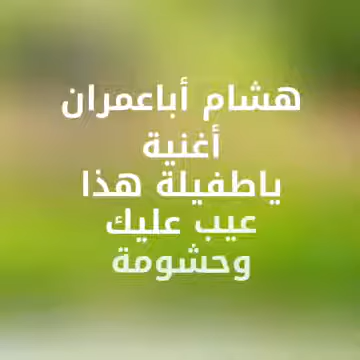 هشام أباعمران
أغنية
ياطفيلة هذا
عيب عليك
وحشومة